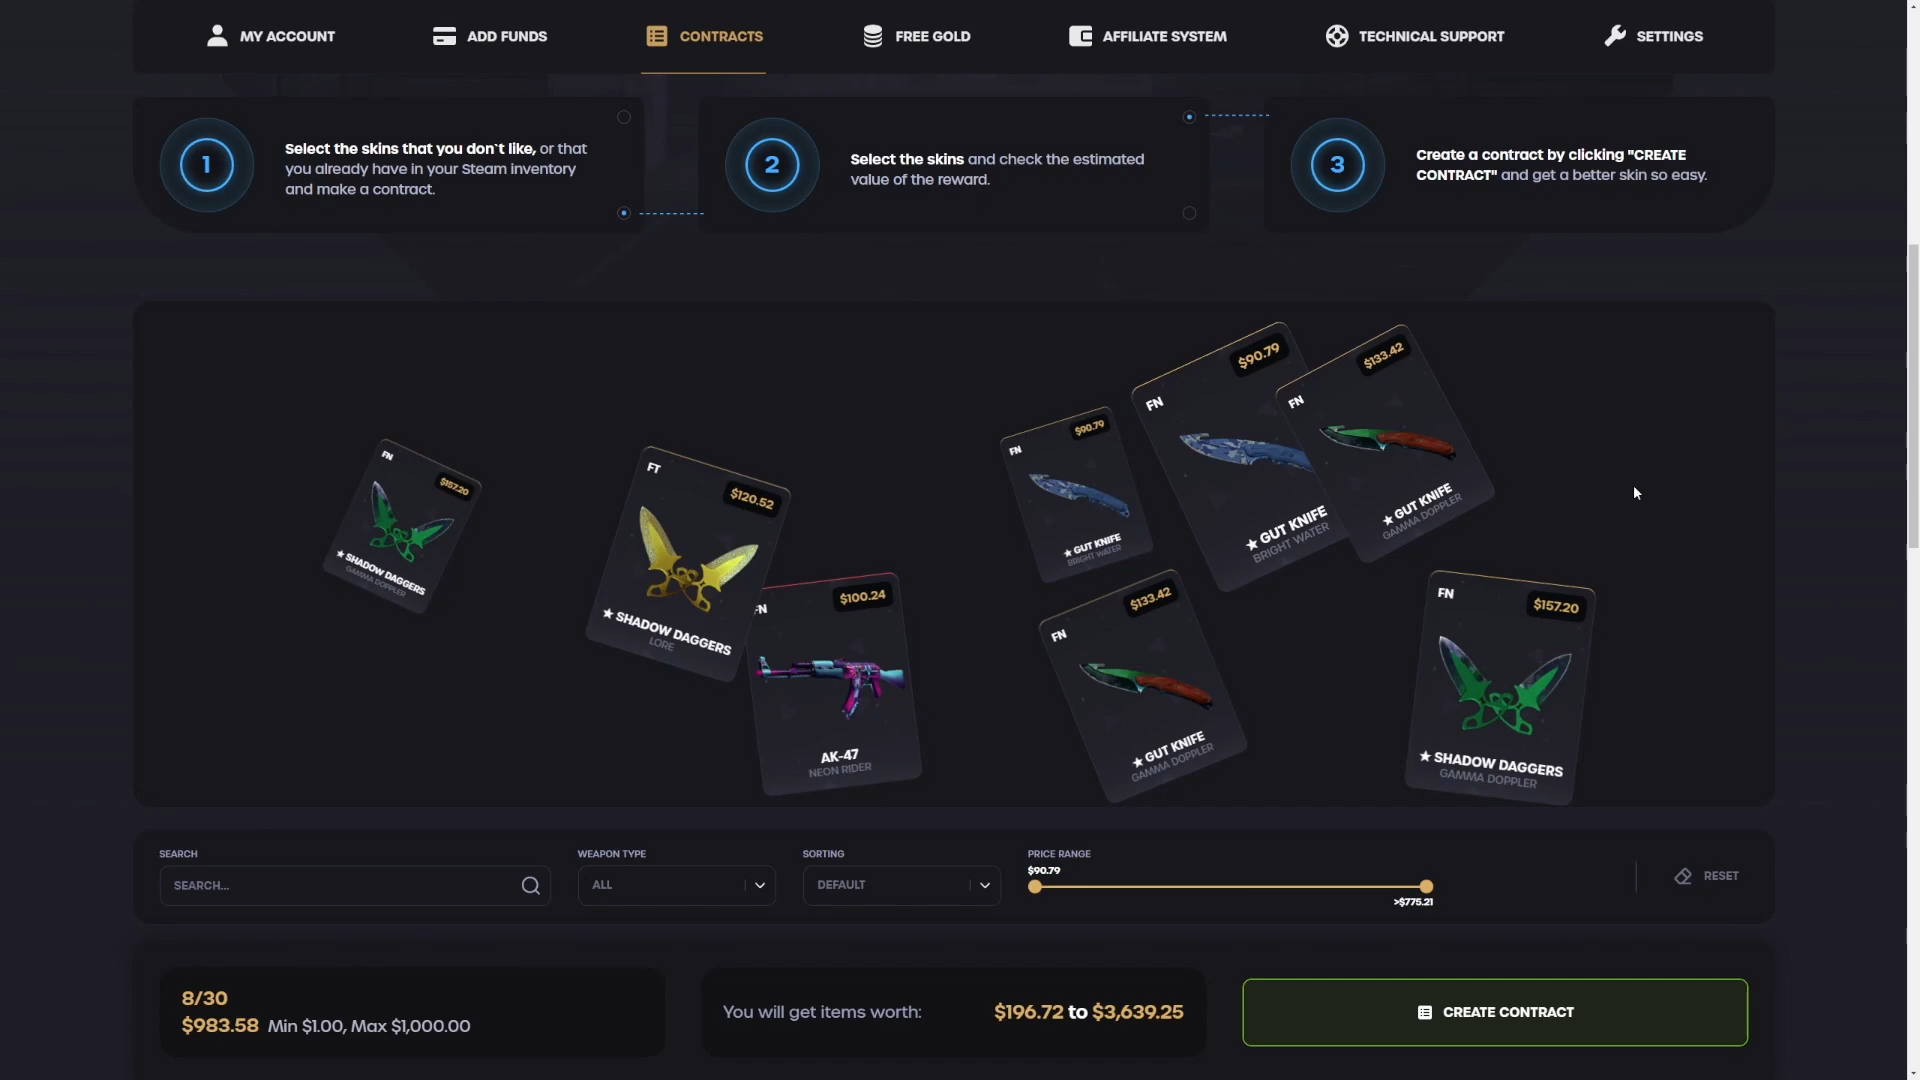 MY ACCOUNT
ADD FUNDS
CONTRACTS
FREE GOLD
AFFILIATE SYSTEM
TECHNICAL SUPPORT
SETTINGS
1
Select the skins that you don`t like, or that
you already have in your Steam inventory
and make a contract.
2
Select the skins and check the estimated
value of the reward.
3
Create a contract by clicking "CREATE
CONTRACT" and get a better skin so easy.
FN
$157.20
★ SHADOW DAGGERS
GAMMA DOPPLER
FT
$120.52
★ SHADOW DAGGERS
LORE
FN
$100.24
AK-47
NEON RIDER
FN
$90.79
★ GUT KNIFE
BRIGHT WATER
FN
$90.79
★ GUT KNIFE
BRIGHT WATER
FN
$133.42
★ GUT KNIFE
GAMMA DOPPLER
FN
$133.42
★ GUT KNIFE
GAMMA DOPPLER
FN
$157.20
★ SHADOW DAGGERS
GAMMA DOPPLER
SEARCH
SEARCH...
WEAPON TYPE
ALL
SORTING
DEFAULT
PRICE RANGE
$90.79
>$775.21
RESET
8/30
$983.58 Min $1.00, Max $1,000.00
You will get items worth: $196.72 to $3,639.25
CREATE CONTRACT